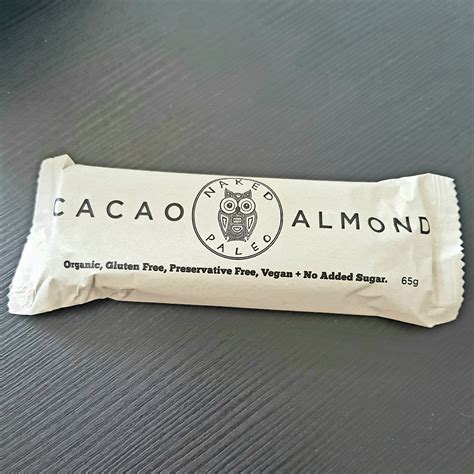 CACAO
NAKED
PALEO
ALMOND
Organic, Gluten Free, Preservative Free, Vegan + No Added Sugar.
65g